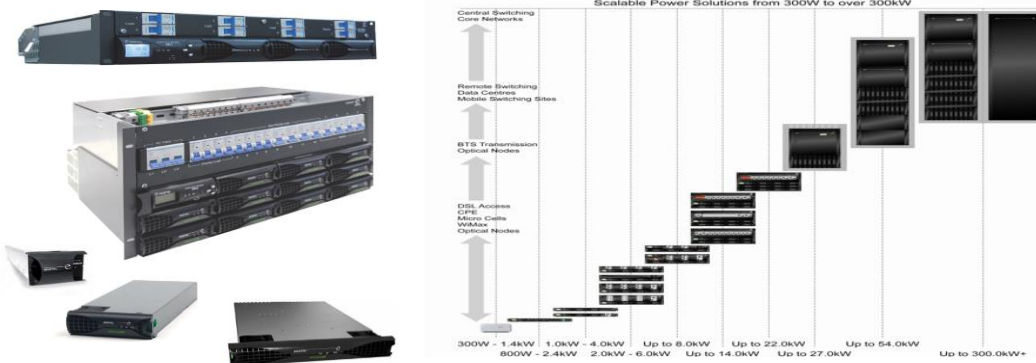 Scalable Power Solutions from 300W to over 300kW
Central Switching
Core Networks
Remote Switching
Data Centres
Mobile Switching Sites
BTS Transmission
Optical Nodes
DSL Access
CPE
Micro Cells
WiMax
Optical Nodes
300W - 1.4kW
1.0kW - 4.0kW
Up to 8.0kW
Up to 22.0kW
Up to 54.0kW
800W - 2.4kW
2.0kW - 6.0kW
Up to 14.0kW
Up to 27.0kW
Up to 300.0kW+